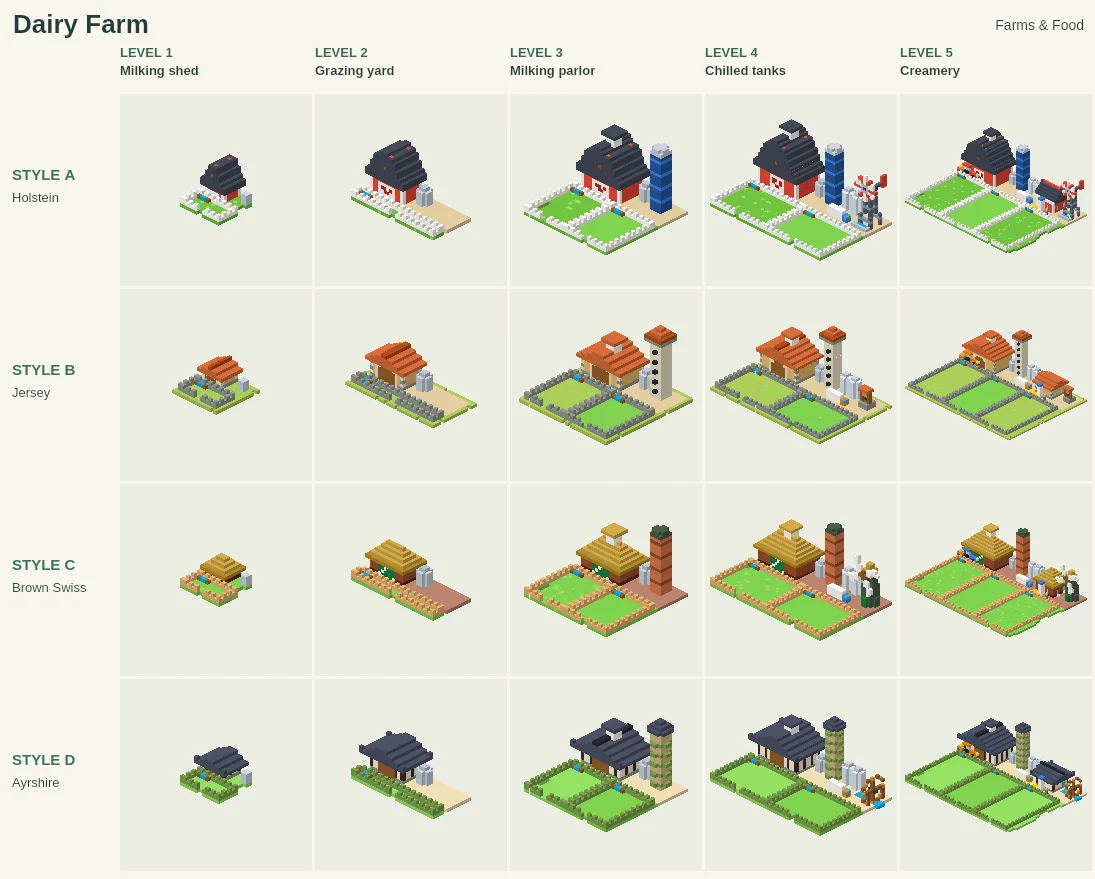 Dairy Farm
Farms & Food
LEVEL 1
Milking shed
LEVEL 2
Grazing yard
LEVEL 3
Milking parlor
LEVEL 4
Chilled tanks
LEVEL 5
Creamery
STYLE A
Holstein
STYLE B
Jersey
STYLE C
Brown Swiss
STYLE D
Ayrshire